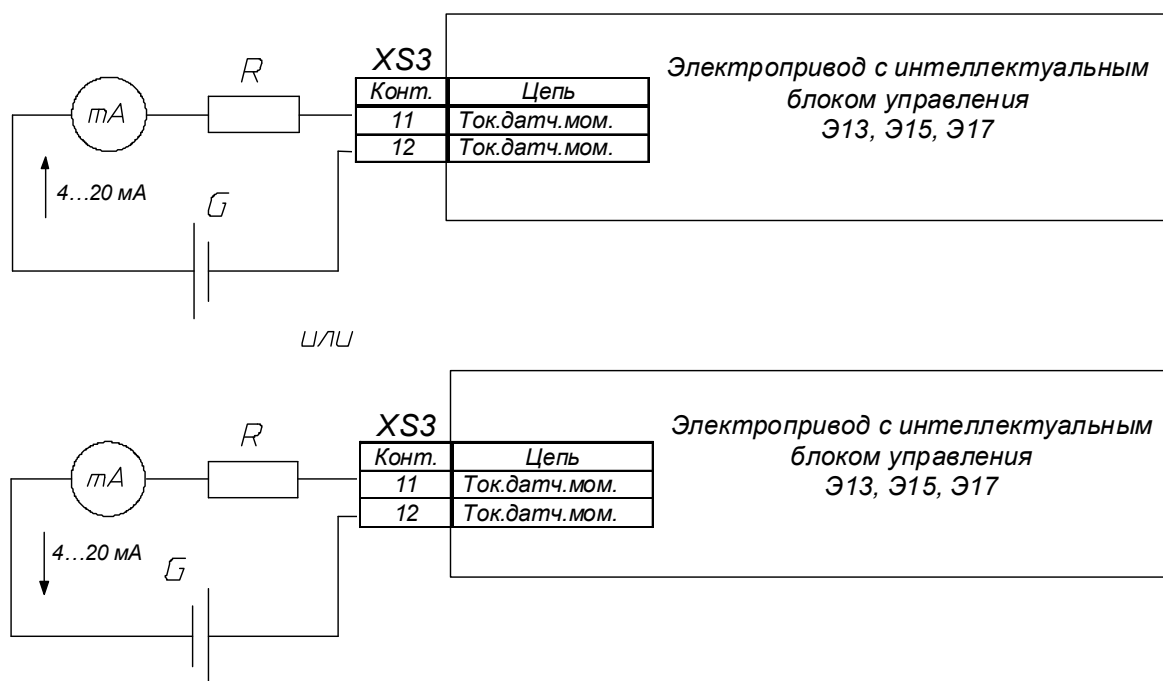 R
XS3
mA
Конт. Цепь
11 Ток.датч.мом.
12 Ток.датч.мом.
Электропривод с интеллектуальным
блоком управления
Э13, Э15, Э17
4...20 мА
G
или
R
XS3
mA
Конт. Цепь
11 Ток.датч.мом.
12 Ток.датч.мом.
Электропривод с интеллектуальным
блоком управления
Э13, Э15, Э17
4...20 мА
G